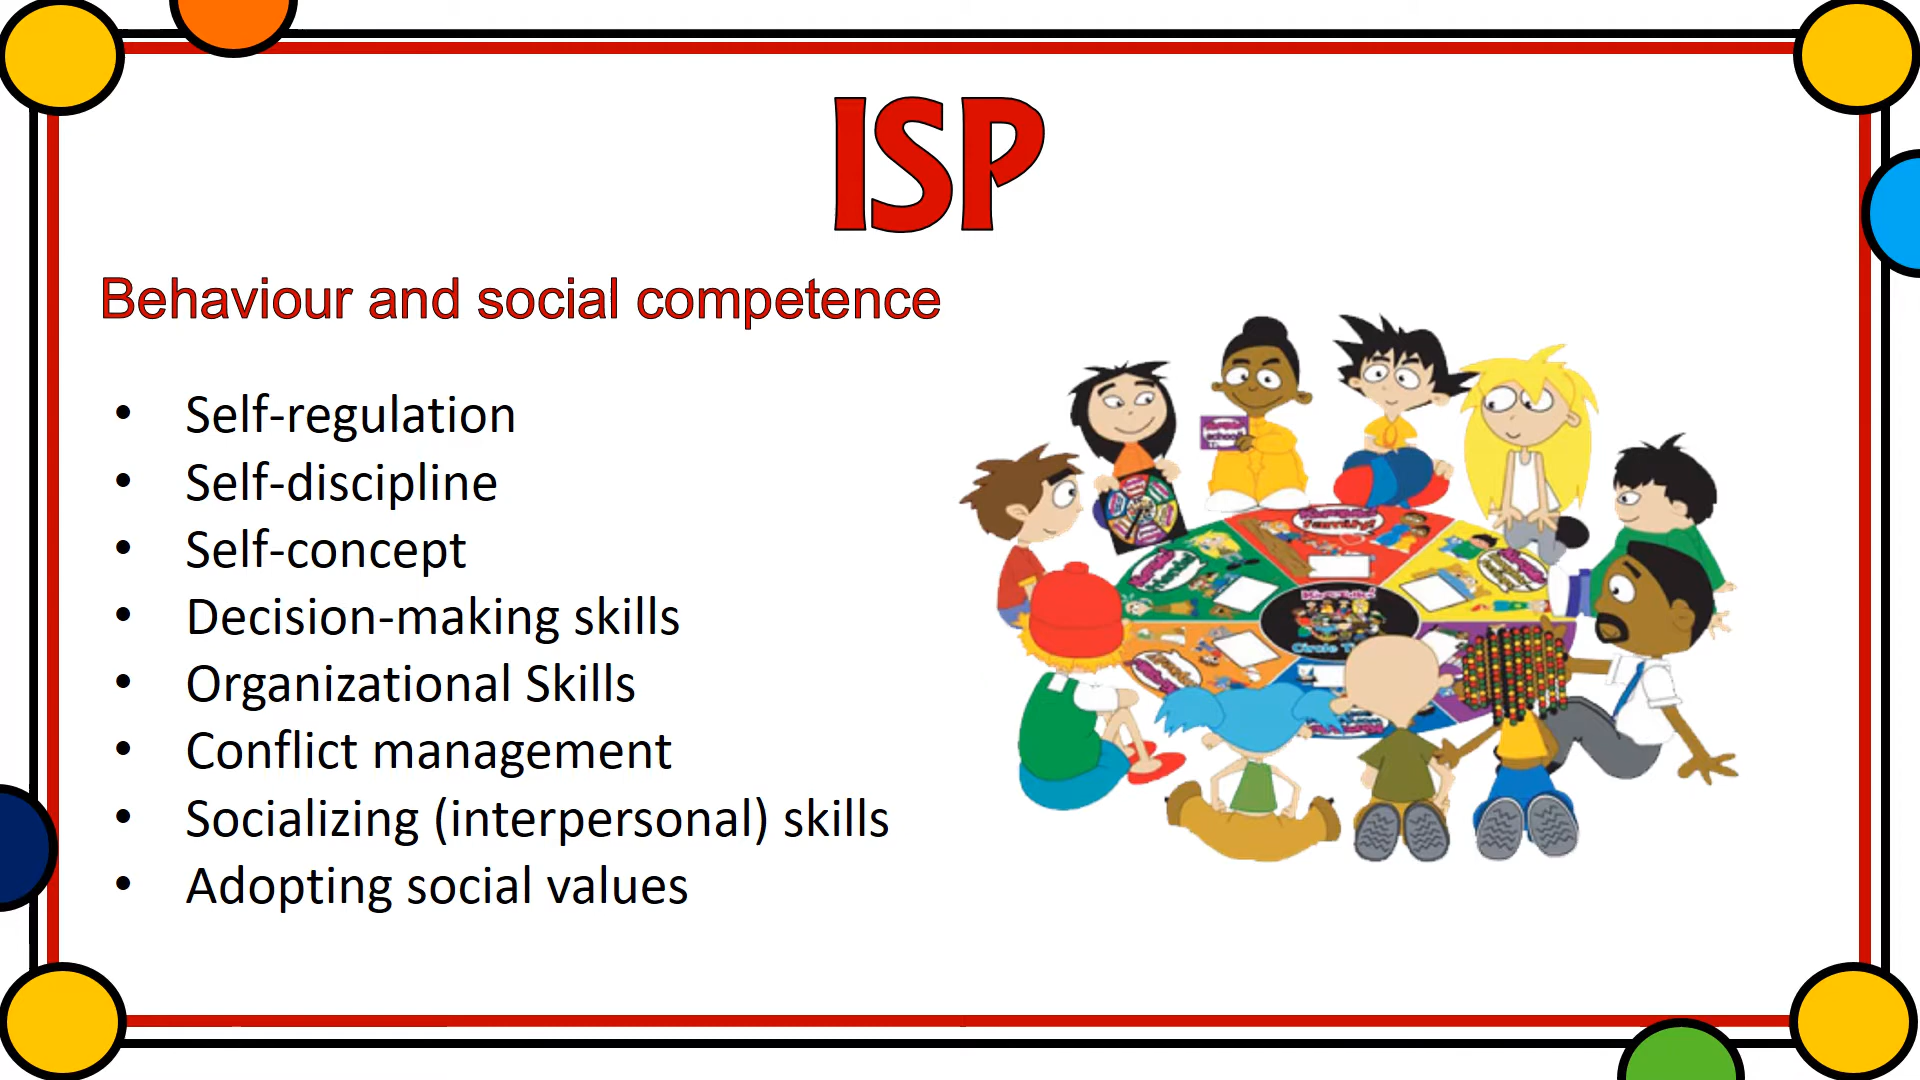 ISP
Behaviour and social competence
• Self-regulation
• Self-discipline
• Self-concept
• Decision-making skills
• Organizational Skills
• Conflict management
• Socializing (interpersonal) skills
• Adopting social values